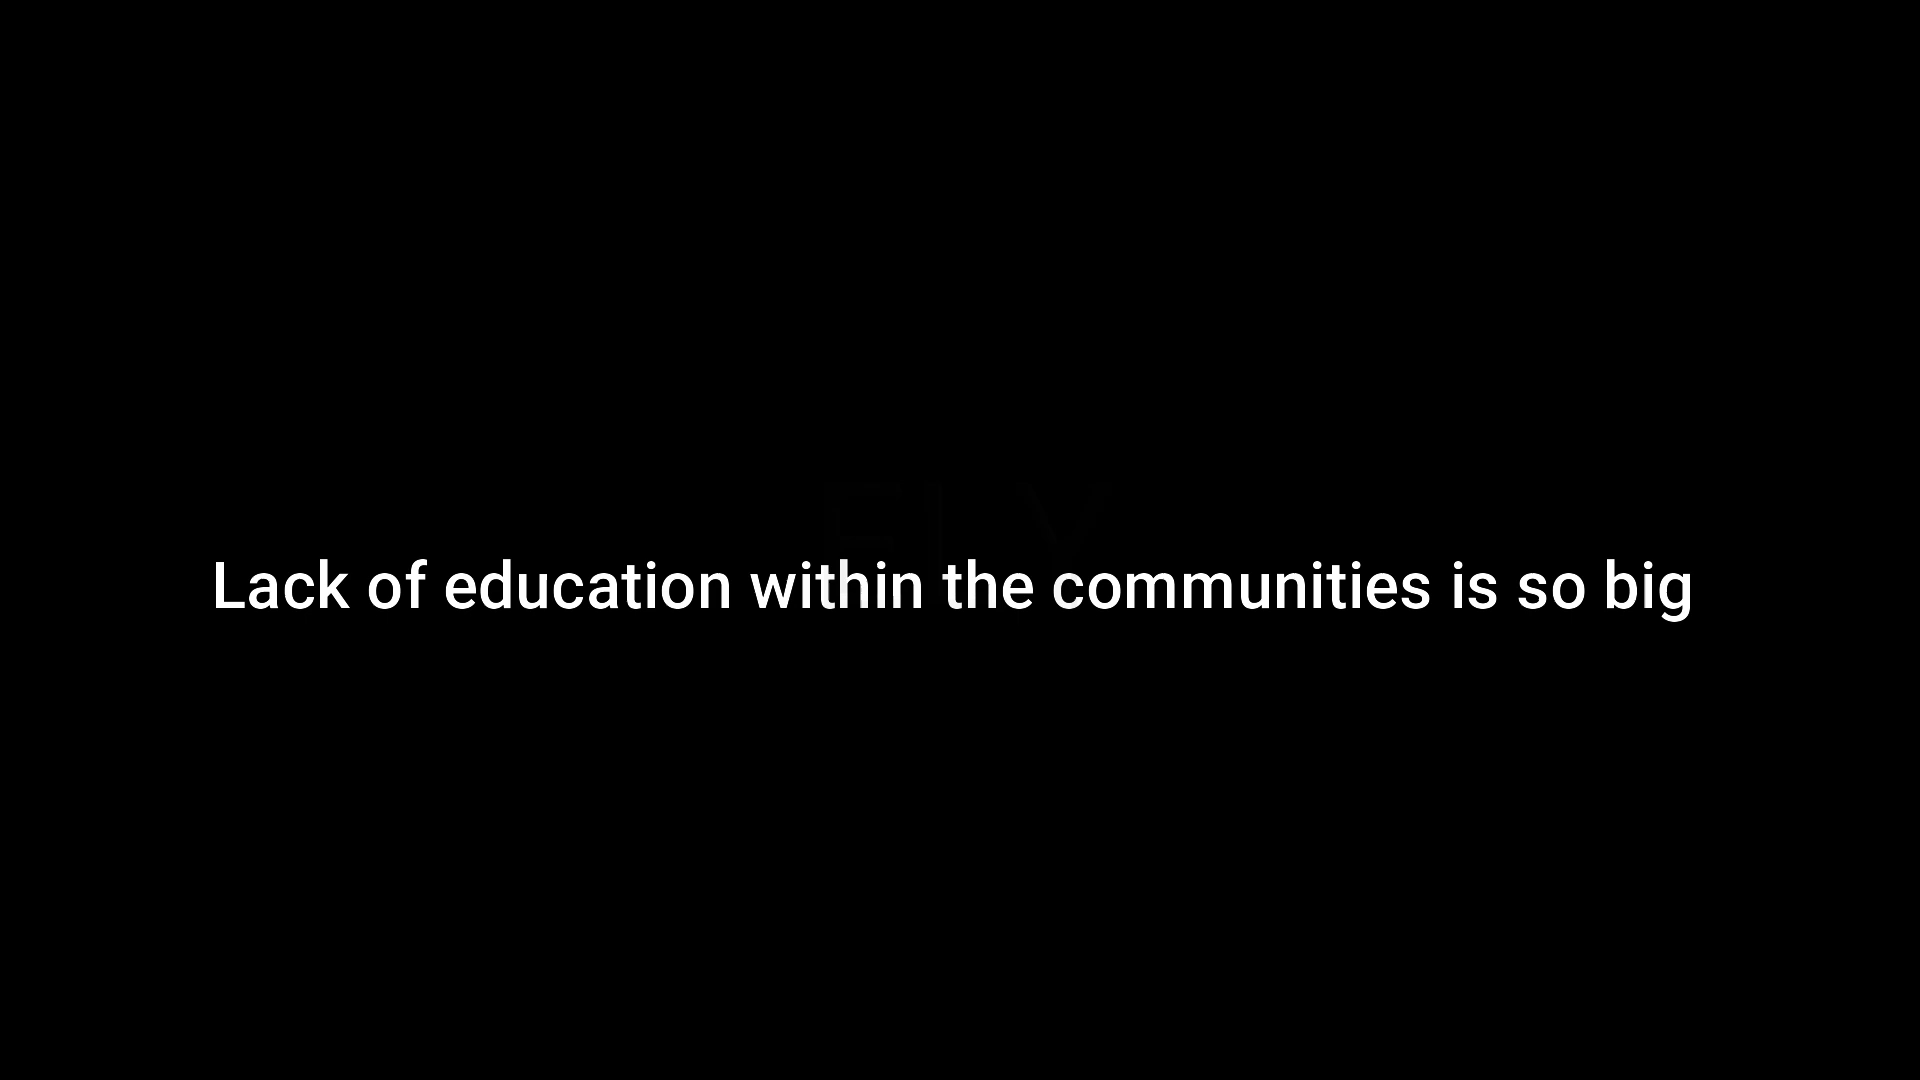 Lack of education within the communities is so big